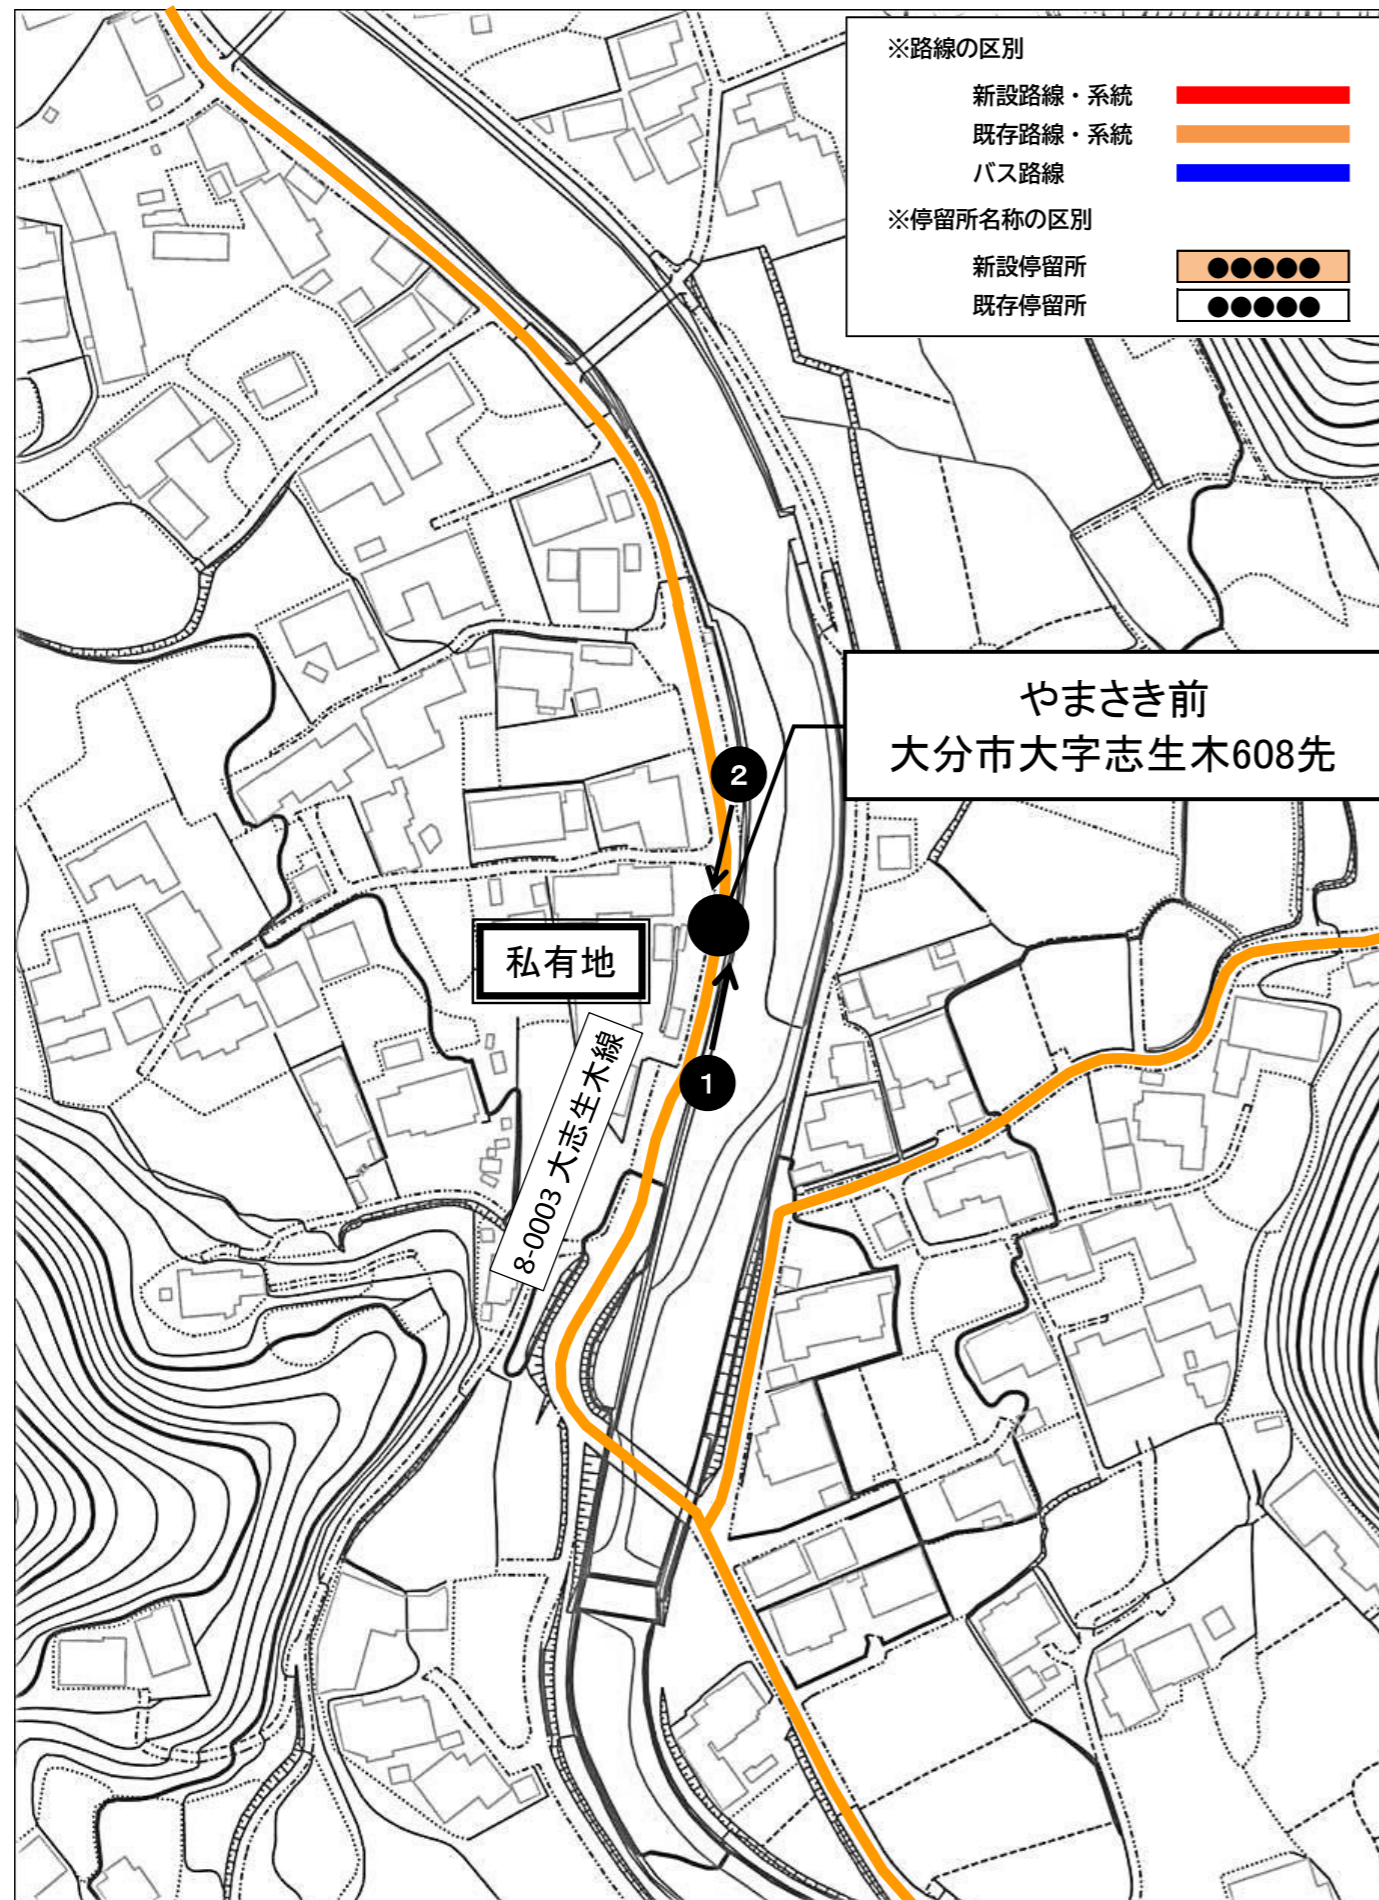 ※路線の区別
新設路線・系統
既存路線・系統
バス路線
※停留所名称の区別
新設停留所 ●●●●●
既存停留所 ●●●●●
やまさき前
大分市大字志生木608先
2
私有地
1
8-0003 大志生木線